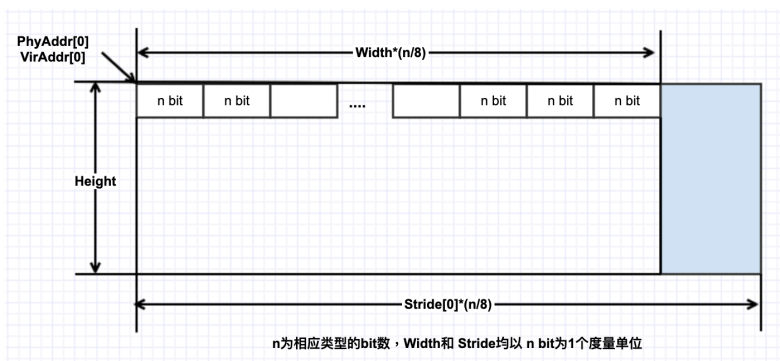 PhyAddr[0]
VirAddr[0]
Width*(n/8)
n bit n bit .... n bit n bit n bit
Height
Stride[0]*(n/8)
n为相应类型的bit数，Width和 Stride均以 n bit为1个度量单位